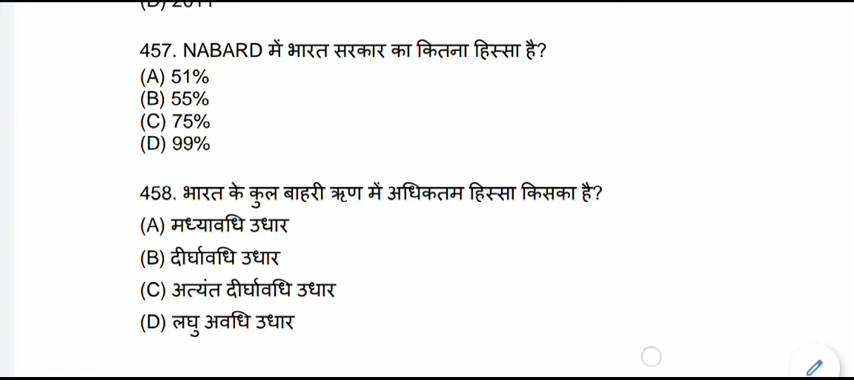 457. NABARD में भारत सरकार का कितना हिस्सा है?
(A) 51%
(B) 55%
(C) 75%
(D) 99%
458. भारत के कुल बाहरी ऋण में अधिकतम हिस्सा किसका है?
(A) मध्यावधि उधार
(B) दीर्घावधि उधार
(C) अत्यंत दीर्घावधि उधार
(D) लघु अवधि उधार